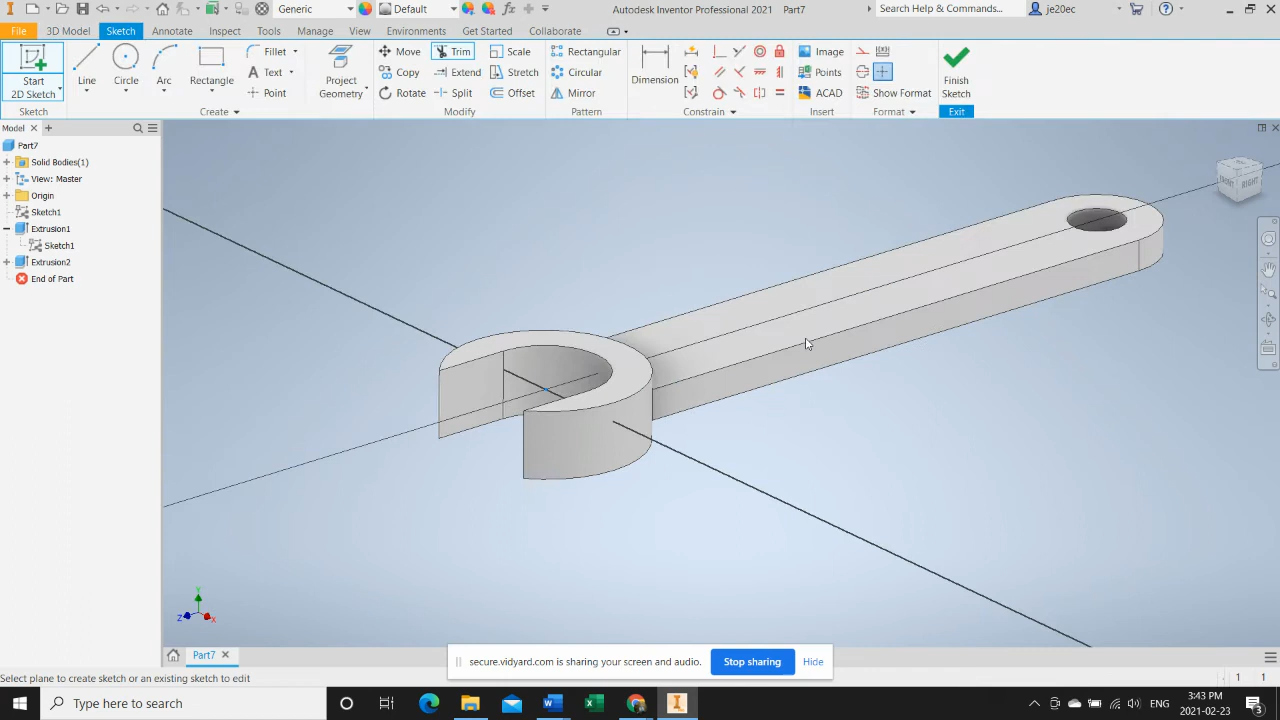 Generic
Default
fx
Autodesk Inventor Professional 2021 Part7
Search Help & Commands...
je20ec
File
3D Model
Sketch
Annotate
Inspect
Tools
Manage
View
Environments
Get Started
Collaborate
Start
2D Sketch
Line
Circle
Arc
Rectangle
Fillet
Text
Point
Project
Geometry
Move
Copy
Rotate
Trim
Extend
Split
Scale
Stretch
Offset
Rectangular
Circular
Mirror
Dimension
Image
Points
ACAD
Show Format
Finish
Sketch
Sketch
Create
Modify
Pattern
Constrain
Insert
Format
Exit
Model
Part7
Solid Bodies(1)
View: Master
Origin
Sketch1
Extrusion1
Sketch1
Extrusion2
End of Part
FRONT
RIGHT
Y
Z
X
Part7
secure.vidyard.com is sharing your screen and audio.
Stop sharing
Hide
Select plane to create sketch or an existing sketch to edit
1
1
Type here to search
ENG
3:43 PM
2021-02-23
3